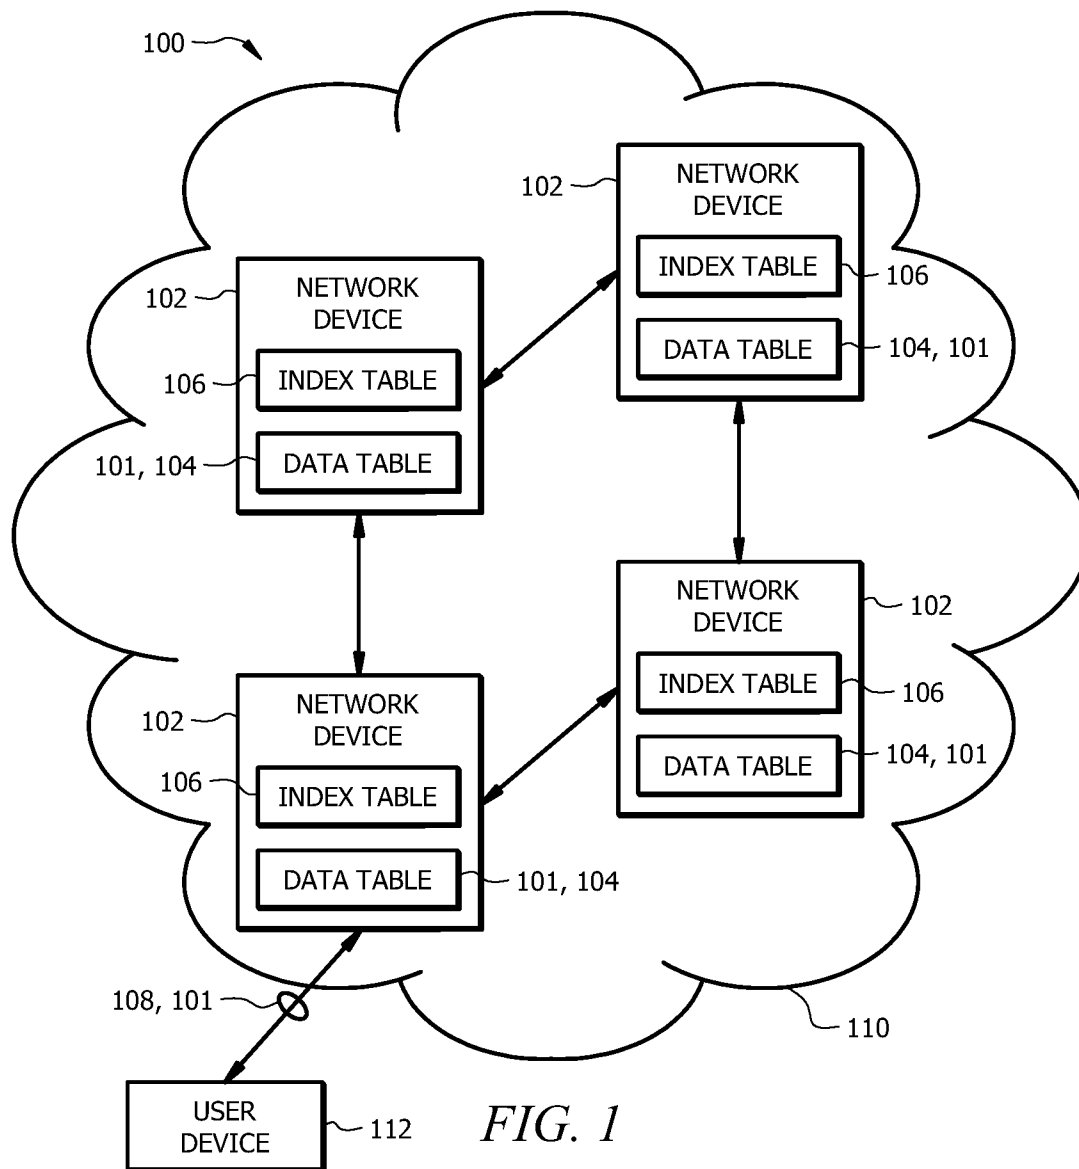 100
102
NETWORK
DEVICE
INDEX TABLE
106
DATA TABLE
104, 101
102
NETWORK
DEVICE
106
INDEX TABLE
101, 104
DATA TABLE
NETWORK
DEVICE
102
INDEX TABLE
106
DATA TABLE
104, 101
102
NETWORK
DEVICE
106
INDEX TABLE
DATA TABLE
101, 104
108, 101
110
USER
DEVICE
112
FIG. 1